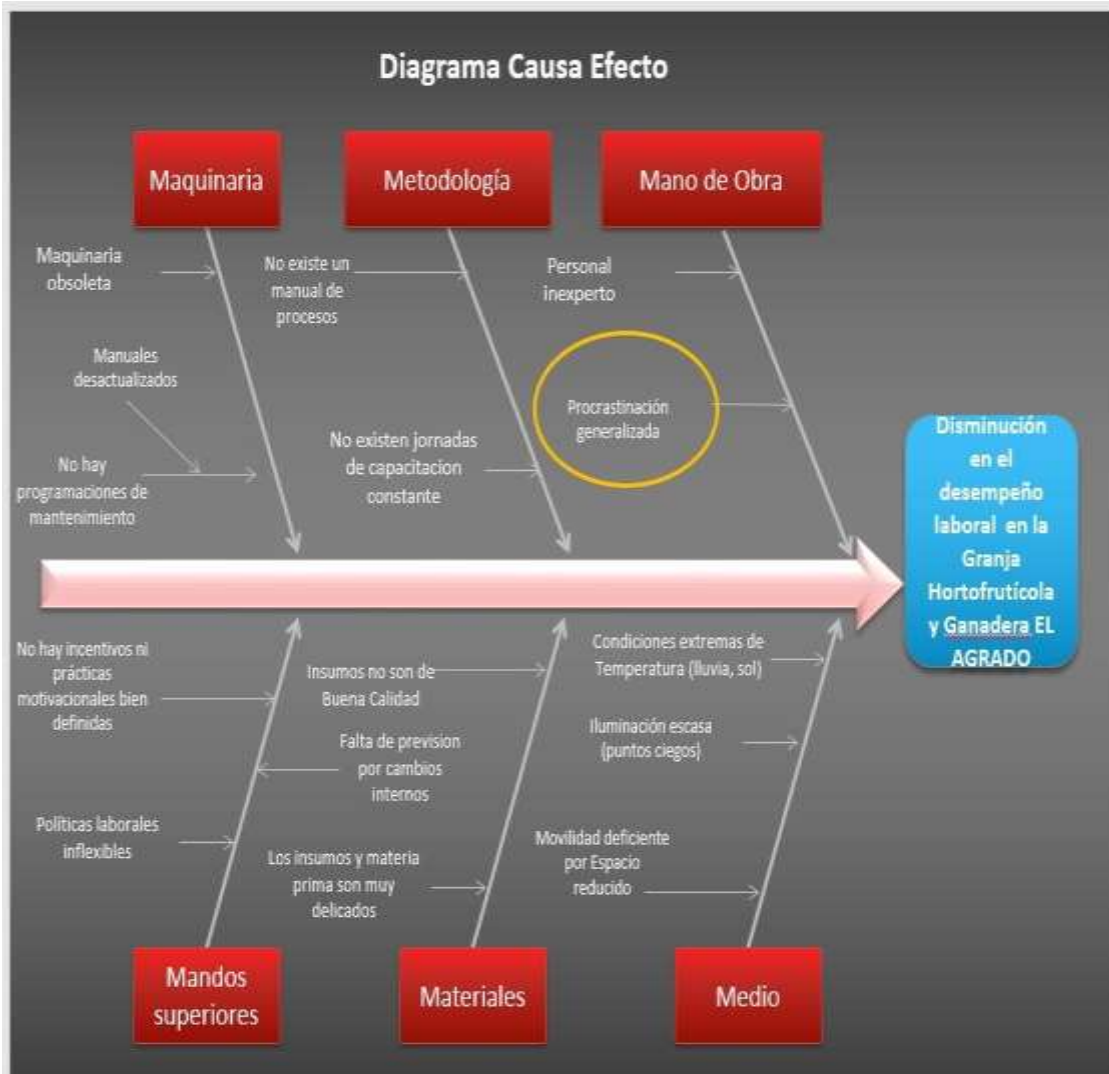 Diagrama Causa Efecto
Maquinaria
Metodología
Mano de Obra
Maquinaria
obsoleta
No existe un
manual de
procesos
Personal
inexperto
Manuales
desactualizados
Procrastinación
generalizada
No existen jornadas
de capacitacion
constante
No hay
programaciones de
mantenimiento
Disminución
en el
desempeño
laboral en la
Granja
Hortofrutícola
y Ganadera EL
AGRADO
No hay incentivos ni
prácticas
motivacionales bien
definidas
Insumos no son de
Buena Calidad
Condiciones extremas de
Temperatura (lluvia, sol)
Falta de prevision
por cambios
internos
Iluminación escasa
(puntos ciegos)
Políticas laborales
inflexibles
Los insumos y materia
prima son muy
delicados
Movilidad deficiente
por Espacio
reducido
Mandos
superiores
Materiales
Medio